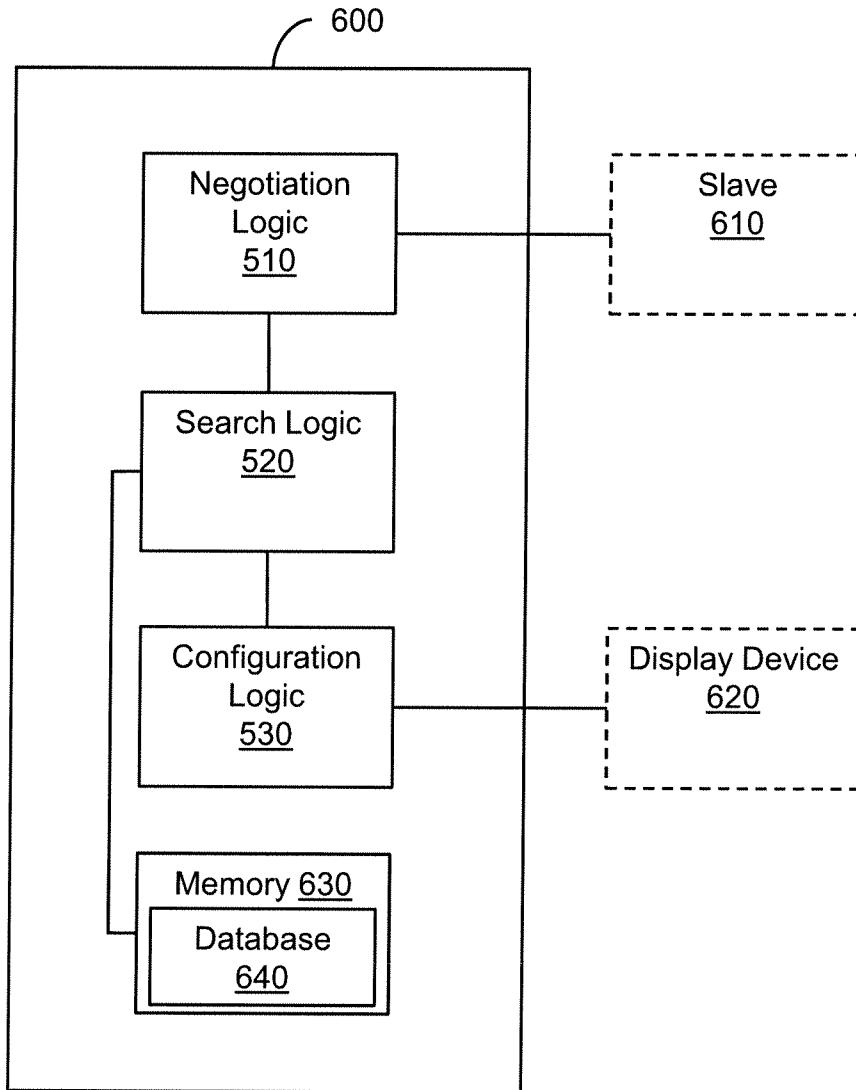 600
Negotiation
Logic
510
Slave
610
Search Logic
520
Configuration
Logic
530
Display Device
620
Memory 630
Database
640